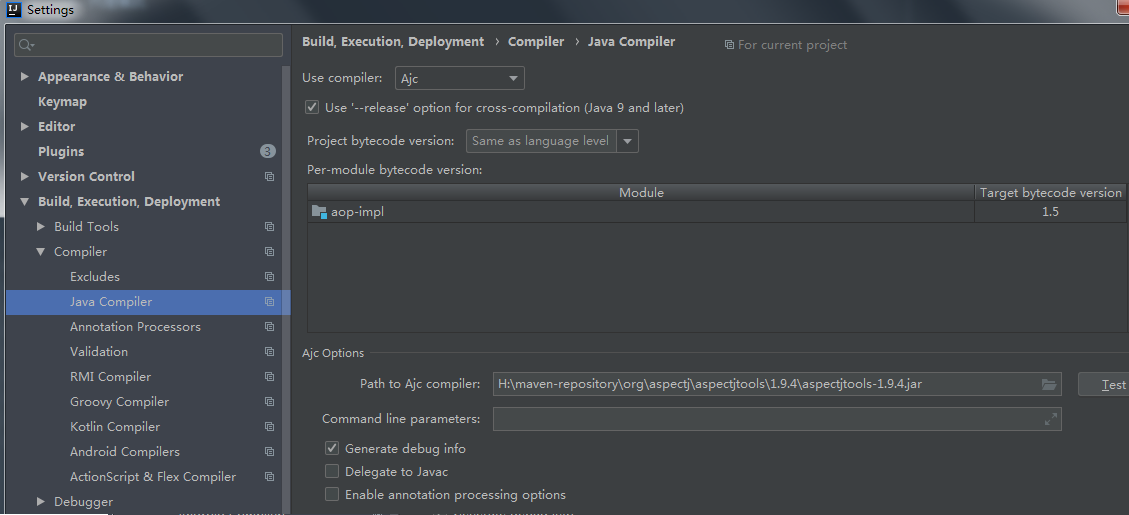 Settings
Appearance & Behavior
Keymap
Editor
Plugins
3
Version Control
Build, Execution, Deployment
Build Tools
Compiler
Excludes
Java Compiler
Annotation Processors
Validation
RMI Compiler
Groovy Compiler
Kotlin Compiler
Android Compilers
ActionScript & Flex Compiler
Debugger
Build, Execution, Deployment › Compiler › Java Compiler
For current project
Use compiler: Ajc
Use '--release' option for cross-compilation (Java 9 and later)
Project bytecode version: Same as language level
Per-module bytecode version:
Module Target bytecode version
aop-impl 1.5
Ajc Options
Path to Ajc compiler: H:\maven-repository\org\aspectj\aspectjtools\1.9.4\aspectjtools-1.9.4.jar Test
Command line parameters:
Generate debug info
Delegate to Javac
Enable annotation processing options